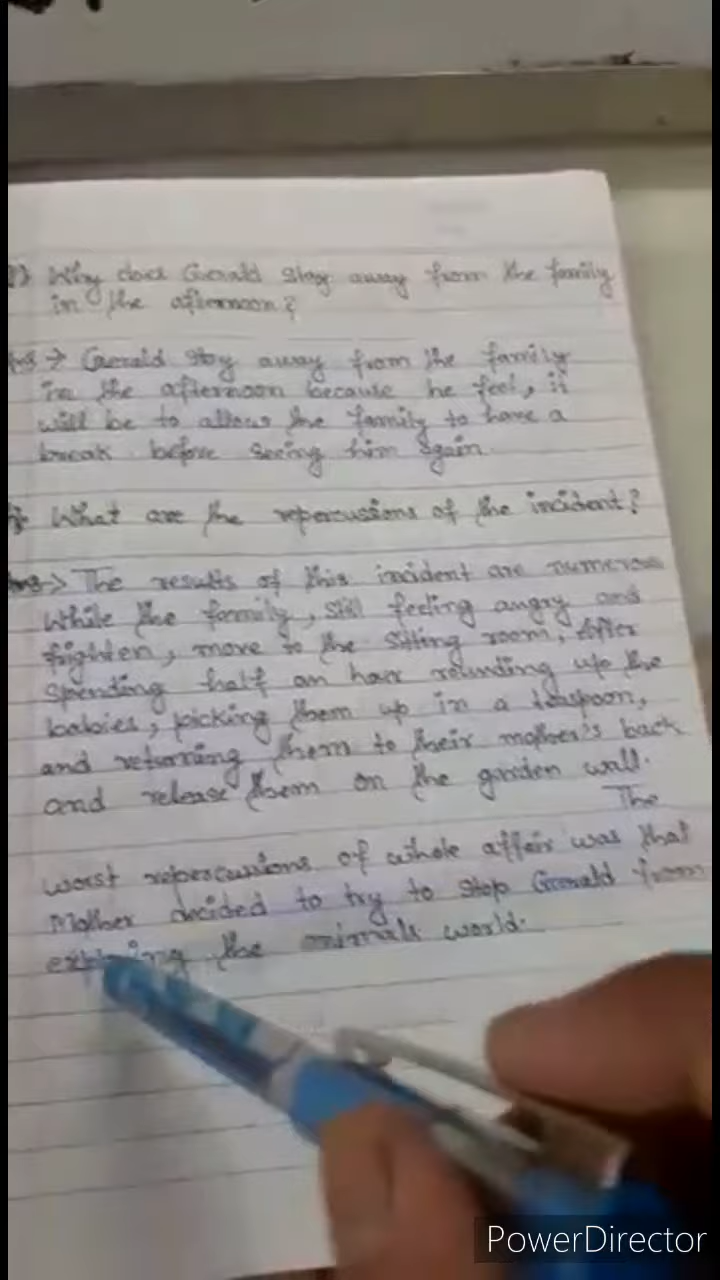 Why does Gerald stay away from the family
in the afternoon?
Ans → Gerald stay away from the family
in the afternoon because he feel, it
will be to allow the family to have a
break before seeing him again.
What are the repercussions of the incident?
Ans → The results of this incident are numerous
While the family, still feeling angry and
frighten, move to the sitting room, After
spending half an hour rounding up the
babies, picking them up in a teaspoon,
and returning them to their mother's back
and release them on the garden wall.
The
worst repercussions of whole affair was that
Mother decided to try to stop Gerald from
exploring the animals world.
PowerDirector